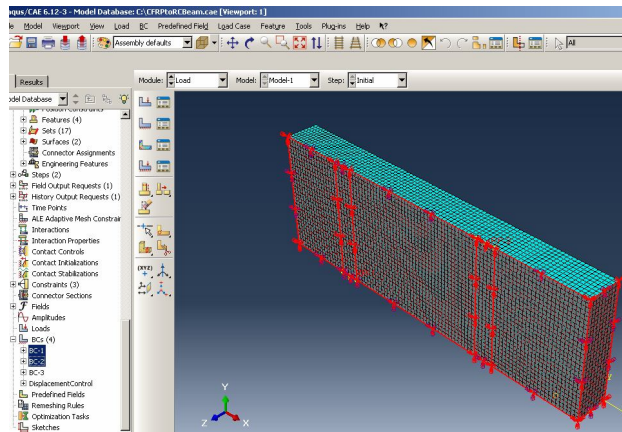 aqus/CAE 6.12-3 - Model Database: C:\CFRPtoRCBeam.cae [Viewport: 1]
Model Viewport View Load BC Predefined Field Load Case Feature Tools Plug-ins Help
Assembly defaults
All
Results
Module: Load Model: Model-1 Step: Initial
del Database
Position Constraints
Features (4)
Sets (17)
Surfaces (2)
Connector Assignments
Engineering Features
Steps (2)
Field Output Requests (1)
History Output Requests (1)
Time Points
ALE Adaptive Mesh Constrain
Interactions
Interaction Properties
Contact Controls
Contact Initializations
Contact Stabilizations
Constraints (3)
Connector Sections
Fields
Amplitudes
Loads
BCs (4)
BC-1
BC-2
BC-3
DisplacementControl
Predefined Fields
Remeshing Rules
Optimization Tasks
Sketches
(XYZ)
Y
Z X